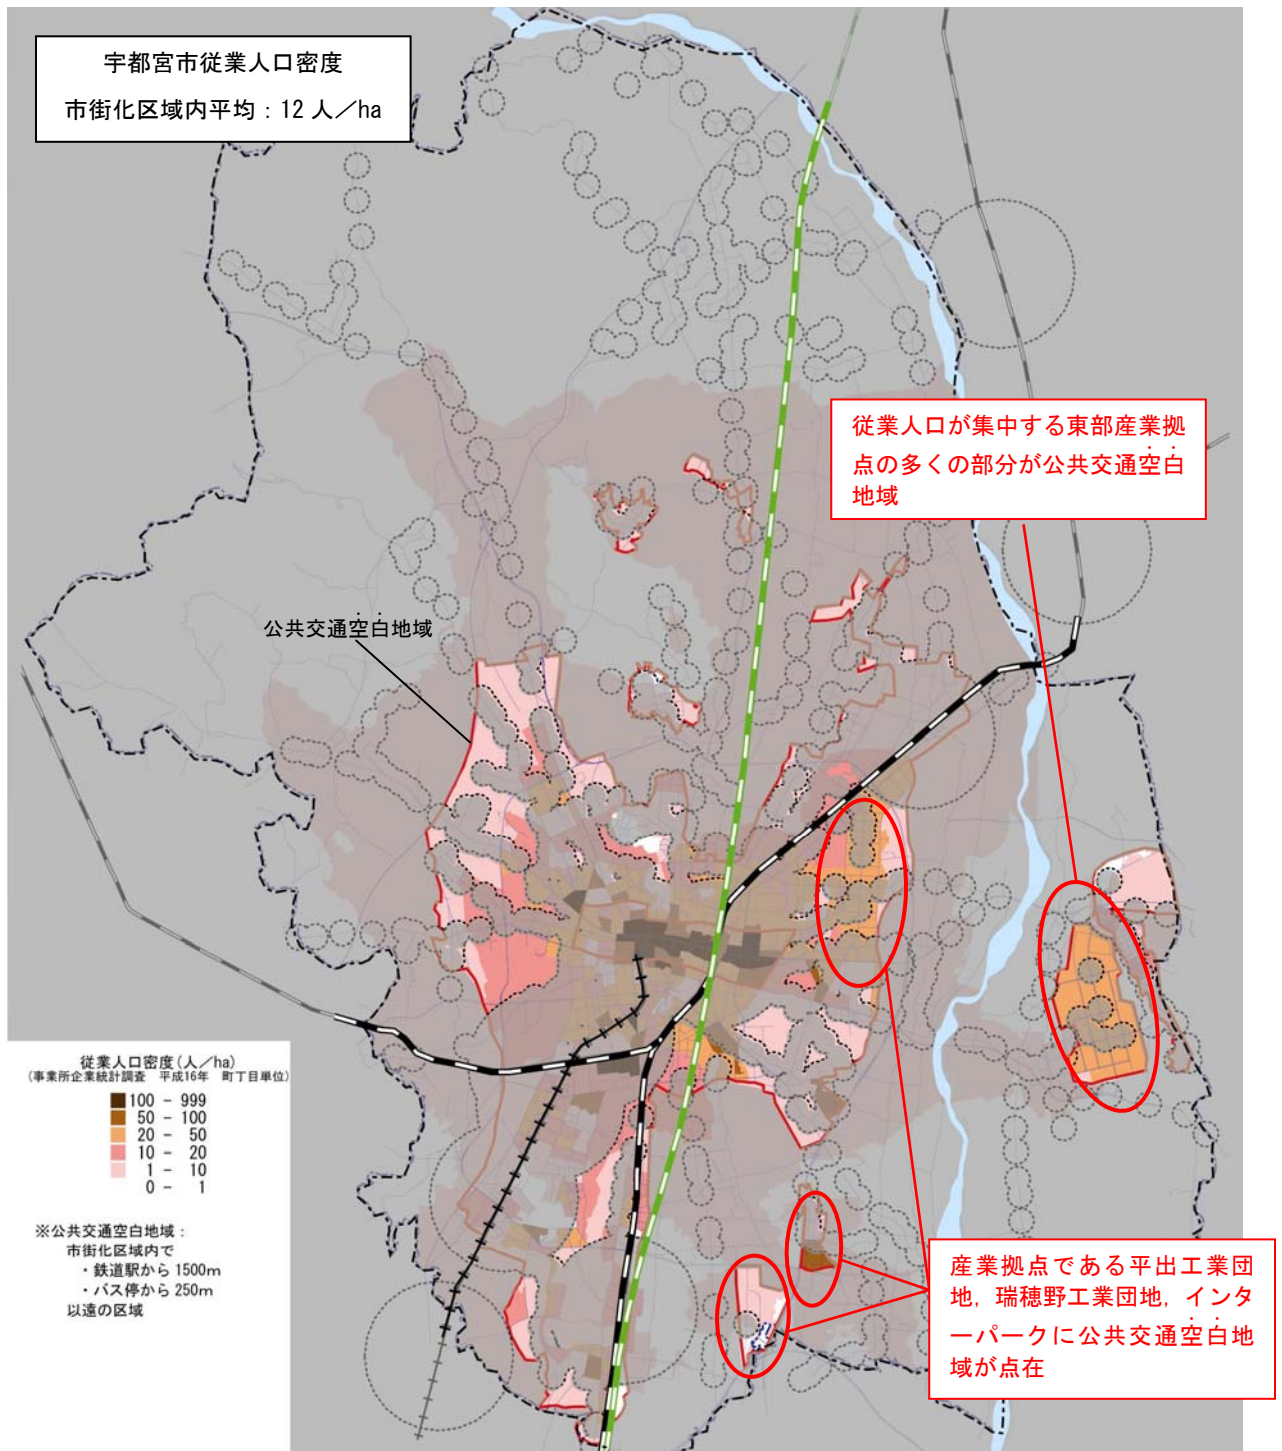 宇都宮市従業人口密度
市街化区域内平均：12 人／ha
従業人口が集中する東部産業拠
点の多くの部分が公共交通空白
地域
公共交通空白地域
従業人口密度(人／ha)
(事業所企業統計調査　平成16年　町丁目単位)
100 － 999
50 － 100
20 － 50
10 － 20
1 － 10
0 － 1
※公共交通空白地域：
市街化区域内で
・鉄道駅から 1500m
・バス停から 250m
以遠の区域
産業拠点である平出工業団
地，瑞穂野工業団地，インタ
ーパークに公共交通空白地
域が点在